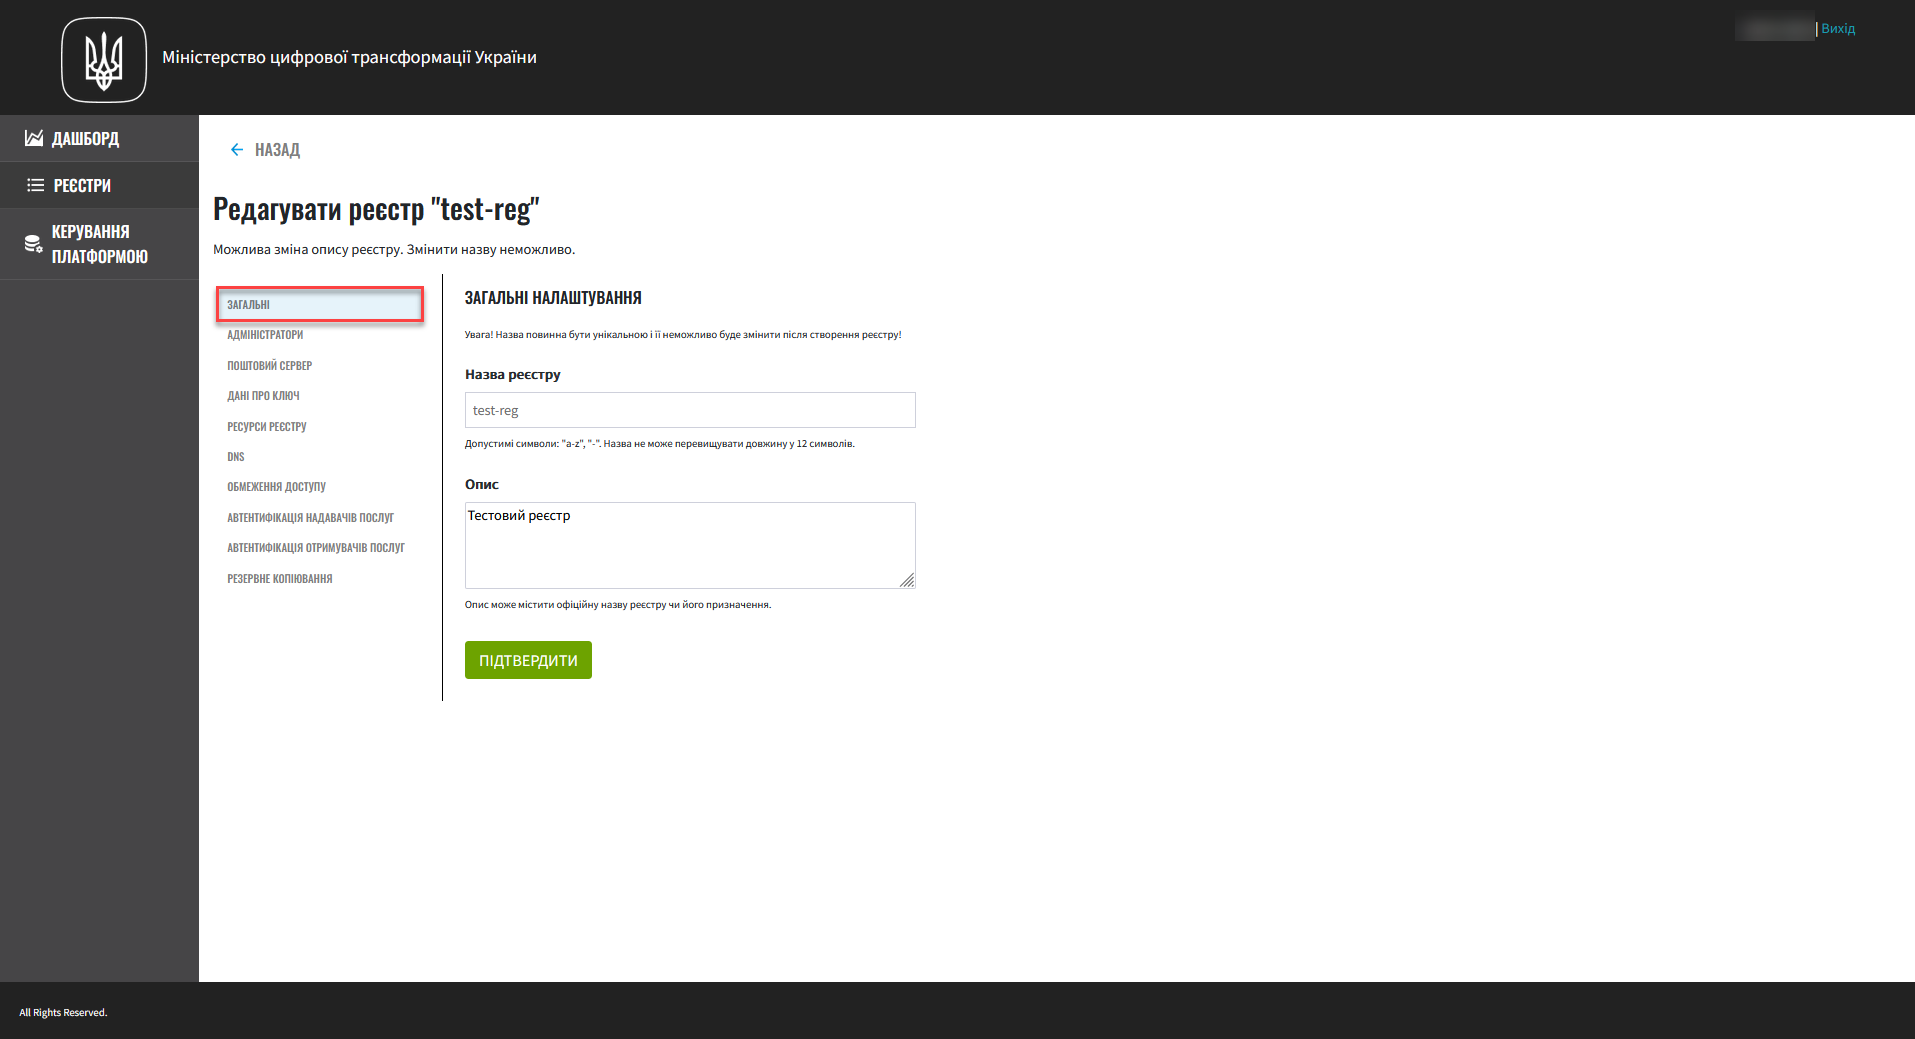 Міністерство цифрової трансформації України
| Вихід
ДАШБОРД
РЕЄСТРИ
КЕРУВАННЯ
ПЛАТФОРМОЮ
НАЗАД
Редагувати реєстр "test-reg"
Можлива зміна опису реєстру. Змінити назву неможливо.
ЗАГАЛЬНІ
АДМІНІСТРАТОРИ
ПОШТОВИЙ СЕРВЕР
ДАНІ ПРО КЛЮЧ
РЕСУРСИ РЕЄСТРУ
DNS
ОБМЕЖЕННЯ ДОСТУПУ
АВТЕНТИФІКАЦІЯ НАДАВАЧІВ ПОСЛУГ
АВТЕНТИФІКАЦІЯ ОТРИМУВАЧІВ ПОСЛУГ
РЕЗЕРВНЕ КОПІЮВАННЯ
ЗАГАЛЬНІ НАЛАШТУВАННЯ
Увага! Назва повинна бути унікальною і її неможливо буде змінити після створення реєстру!
Назва реєстру
test-reg
Допустимі символи: "a-z", "-". Назва не може перевищувати довжину у 12 символів.
Опис
Тестовий реєстр
Опис може містити офіційну назву реєстру чи його призначення.
ПІДТВЕРДИТИ
All Rights Reserved.